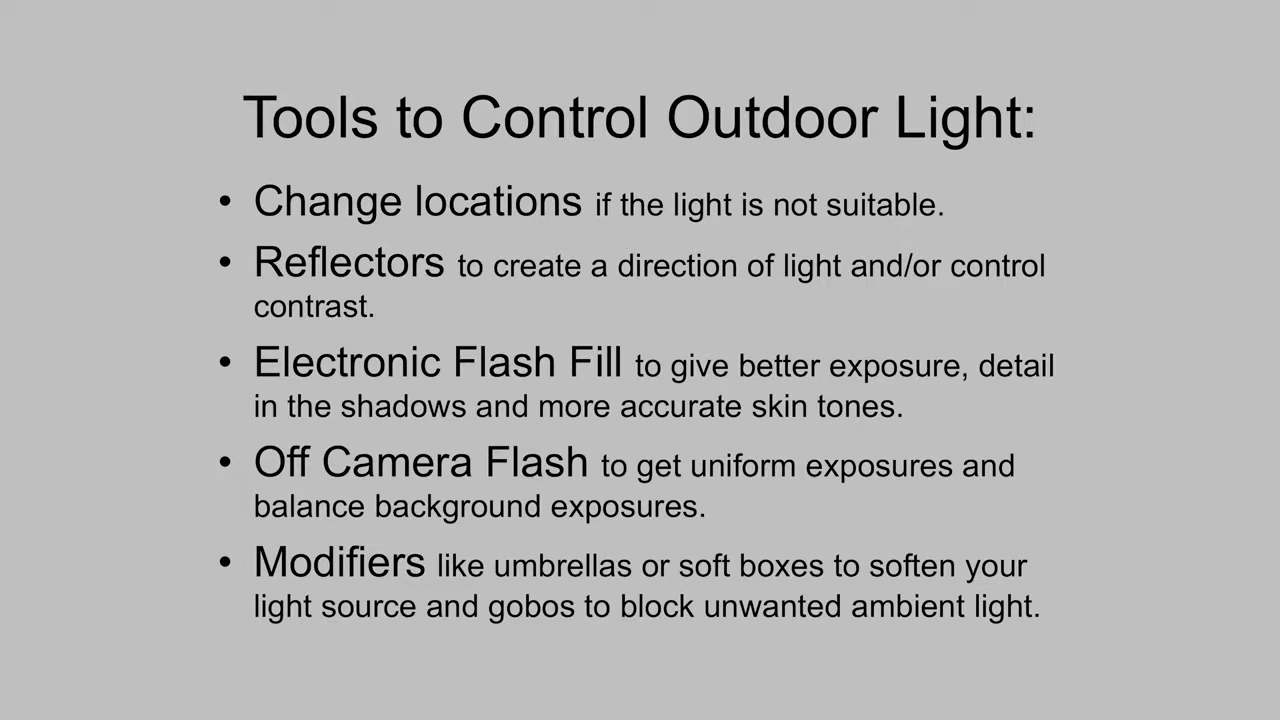 Tools to Control Outdoor Light:
• Change locations if the light is not suitable.
• Reflectors to create a direction of light and/or control
contrast.
• Electronic Flash Fill to give better exposure, detail
in the shadows and more accurate skin tones.
• Off Camera Flash to get uniform exposures and
balance background exposures.
• Modifiers like umbrellas or soft boxes to soften your
light source and gobos to block unwanted ambient light.